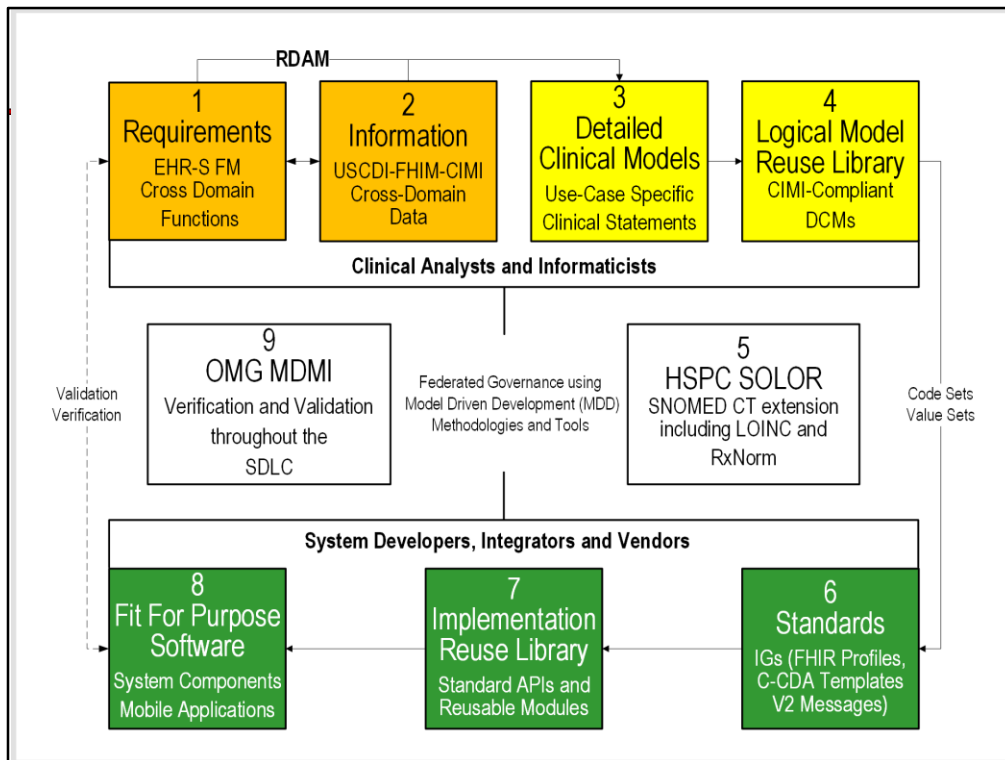 RDAM
1
Requirements
EHR-S FM
Cross Domain
Functions
2
Information
USCDI-FHIM-CIMI
Cross-Domain
Data
3
Detailed
Clinical Models
Use-Case Specific
Clinical Statements
4
Logical Model
Reuse Library
CIMI-Compliant
DCMs
Clinical Analysts and Informaticists
Validation
Verification
9
OMG MDMI
Verification and Validation
throughout the
SDLC
Federated Governance using
Model Driven Development (MDD)
Methodologies and Tools
5
HSPC SOLOR
SNOMED CT extension
including LOINC and
RxNorm
Code Sets
Value Sets
System Developers, Integrators and Vendors
8
Fit For Purpose
Software
System Components
Mobile Applications
7
Implementation
Reuse Library
Standard APIs and
Reusable Modules
6
Standards
IGs (FHIR Profiles,
C-CDA Templates
V2 Messages)